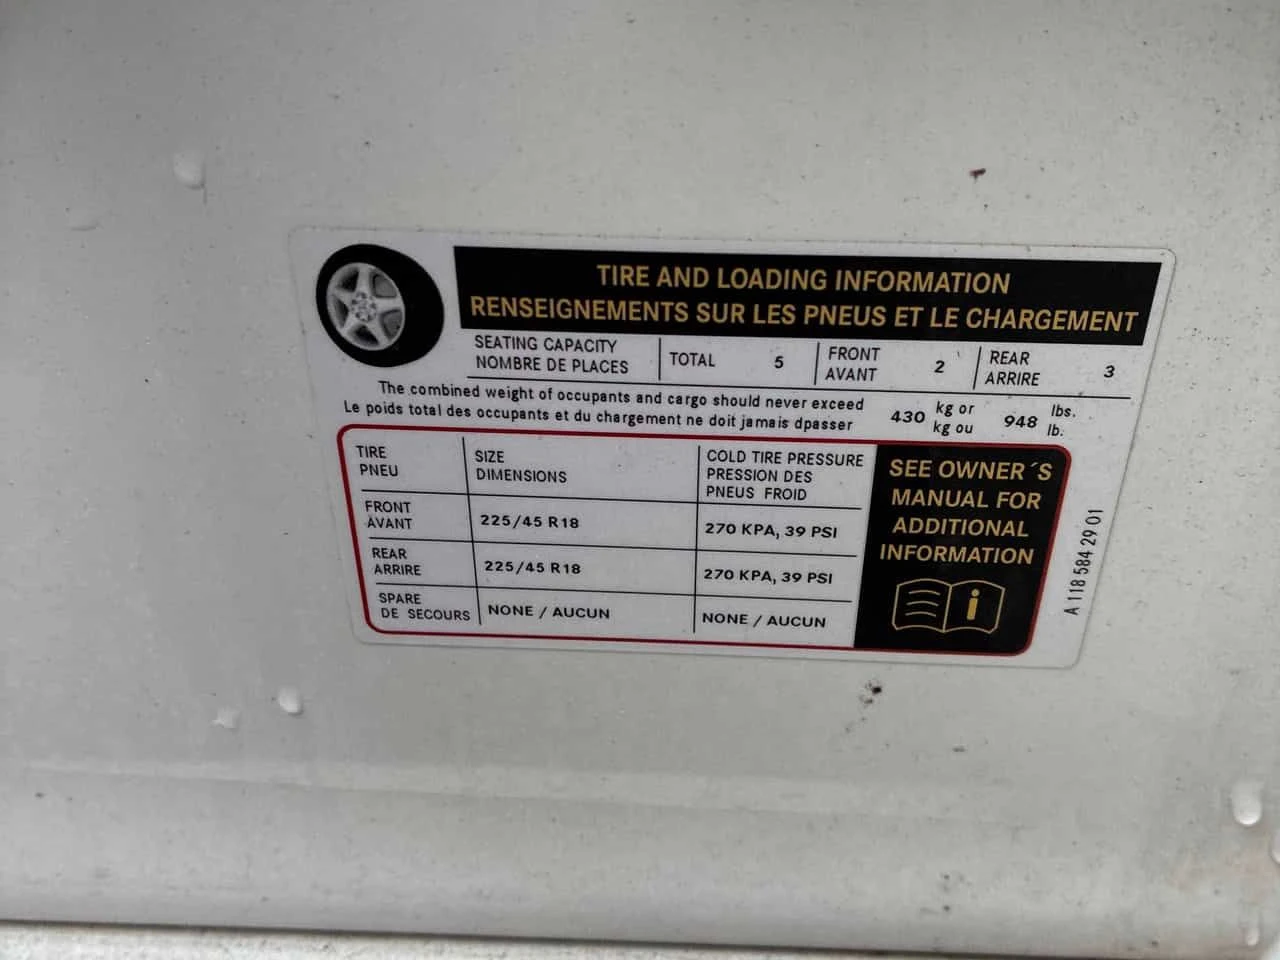 TIRE AND LOADING INFORMATION
RENSEIGNEMENTS SUR LES PNEUS ET LE CHARGEMENT
SEATING CAPACITY
NOMBRE DE PLACES
TOTAL 5
FRONT
AVANT
2
REAR
ARRIRE
3
The combined weight of occupants and cargo should never exceed
Le poids total des occupants et du chargement ne doit jamais dpasser
430 kg or
kg ou
948 lbs.
lb.
TIRE
PNEU
SIZE
DIMENSIONS
COLD TIRE PRESSURE
PRESSION DES
PNEUS FROID
FRONT
AVANT
225/45 R18
270 KPA, 39 PSI
REAR
ARRIRE
225/45 R18
270 KPA, 39 PSI
SPARE
DE SECOURS
NONE / AUCUN
NONE / AUCUN
SEE OWNER´S
MANUAL FOR
ADDITIONAL
INFORMATION
A 118 584 29 01